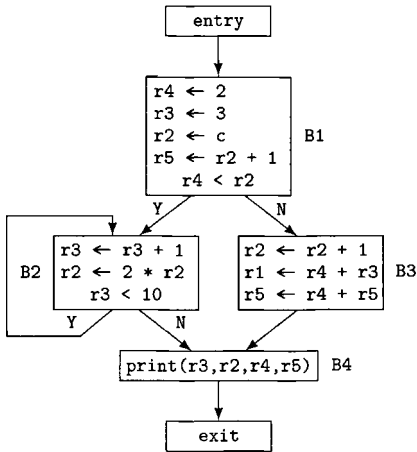 entry
r4 ← 2
r3 ← 3
r2 ← c
r5 ← r2 + 1
r4 < r2
B1
Y
N
B2
r3 ← r3 + 1
r2 ← 2 * r2
r3 < 10
r2 ← r2 + 1
r1 ← r4 + r3
r5 ← r4 + r5
B3
Y
N
print(r3,r2,r4,r5)
B4
exit